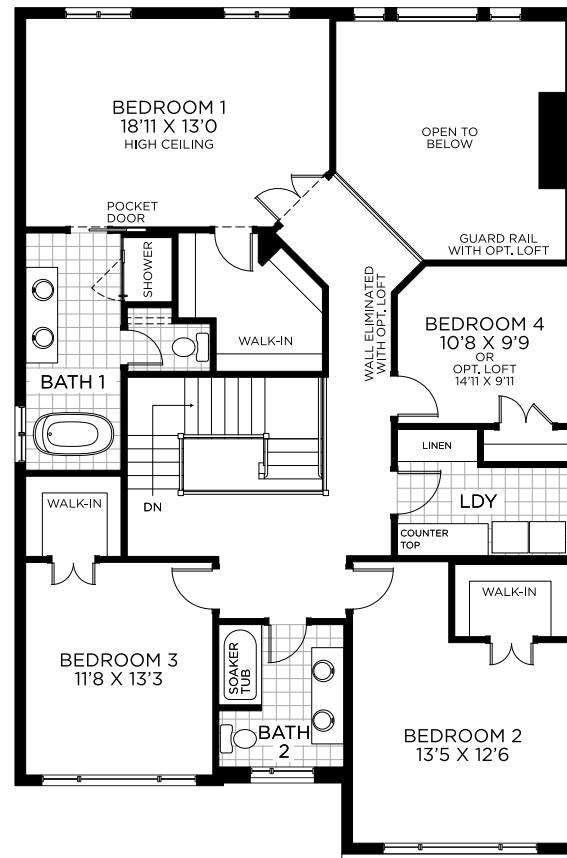 BEDROOM 1
18'11 X 13'0
HIGH CEILING
OPEN TO
BELOW
POCKET
DOOR
SHOWER
GUARD RAIL
WITH OPT. LOFT
WALL ELIMINATED
WITH OPT. LOFT
WALK-IN
BEDROOM 4
10'8 X 9'9
OR
OPT. LOFT
14'11 X 9'11
BATH 1
LINEN
WALK-IN
DN
LDY
COUNTER
TOP
WALK-IN
BEDROOM 3
11'8 X 13'3
SOAKER
TUB
BATH
2
BEDROOM 2
13'5 X 12'6